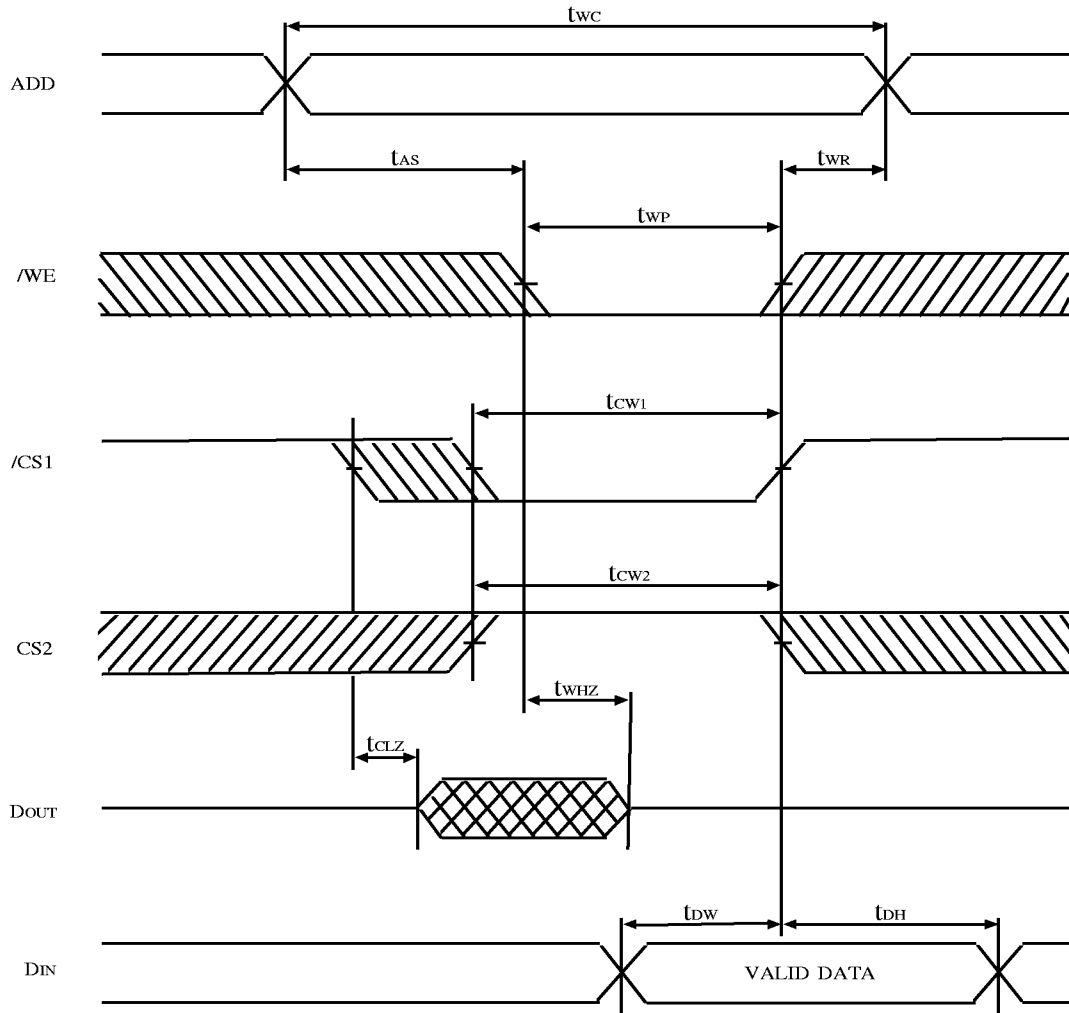 tWC
ADD
tAS
tWR
tWP
/WE
tCW1
/CS1
tCW2
CS2
tWHZ
tCLZ
DOUT
tDW
tDH
DIN
VALID DATA